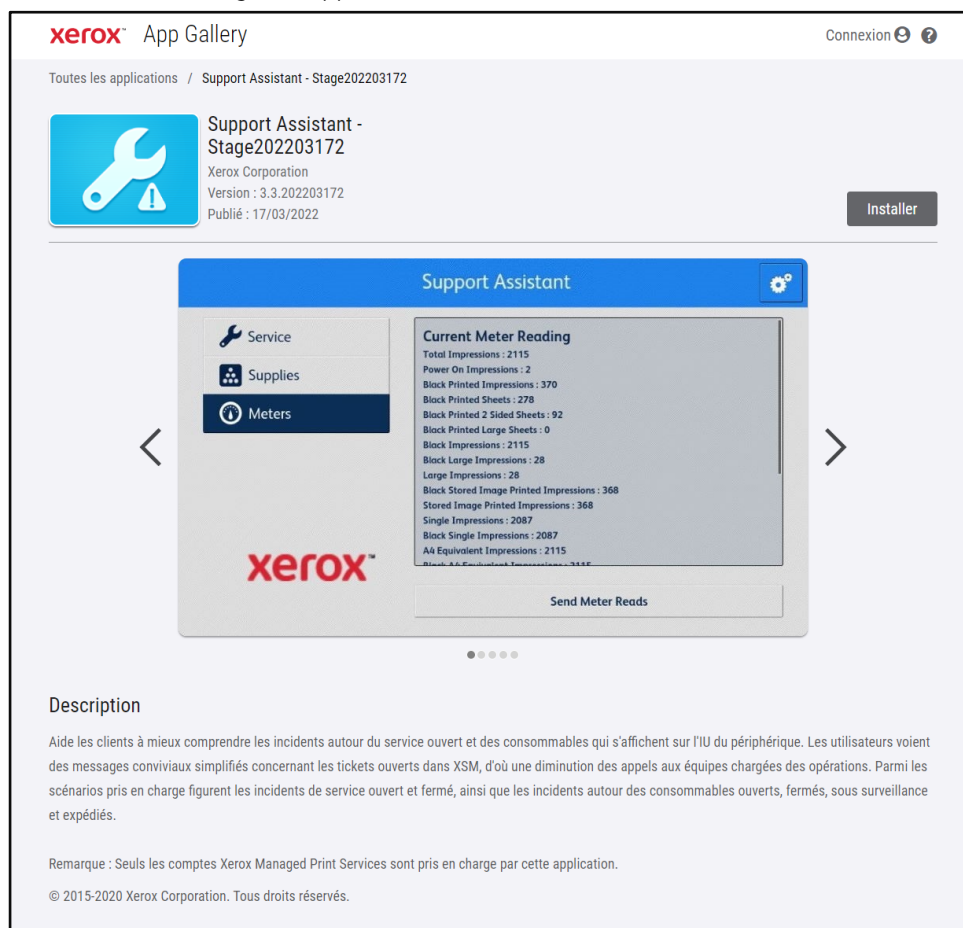 xerox™ App Gallery
Connexion
Toutes les applications / Support Assistant - Stage202203172
Support Assistant -
Stage202203172
Xerox Corporation
Version : 3.3.202203172
Publié : 17/03/2022
Installer
Support Assistant
Service
Supplies
Meters
Current Meter Reading
Total Impressions : 2115
Power On Impressions : 2
Black Printed Impressions : 370
Black Printed Sheets : 278
Black Printed 2 Sided Sheets : 92
Black Printed Large Sheets : 0
Black Impressions : 2115
Black Large Impressions : 28
Large Impressions : 28
Black Stored Image Printed Impressions : 368
Stored Image Printed Impressions : 368
Single Impressions : 2087
Black Single Impressions : 2087
A4 Equivalent Impressions : 2115
Black A4 Equivalent Impressions : 2115
xerox™
Send Meter Reads
Description
Aide les clients à mieux comprendre les incidents autour du service ouvert et des consommables qui s'affichent sur l'IU du périphérique. Les utilisateurs voient
des messages conviviaux simplifiés concernant les tickets ouverts dans XSM, d'où une diminution des appels aux équipes chargées des opérations. Parmi les
scénarios pris en charge figurent les incidents de service ouvert et fermé, ainsi que les incidents autour des consommables ouverts, fermés, sous surveillance
et expédiés.
Remarque : Seuls les comptes Xerox Managed Print Services sont pris en charge par cette application.
© 2015-2020 Xerox Corporation. Tous droits réservés.